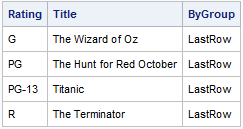 Rating Title ByGroup
G The Wizard of Oz LastRow
PG The Hunt for Red October LastRow
PG-13 Titanic LastRow
R The Terminator LastRow